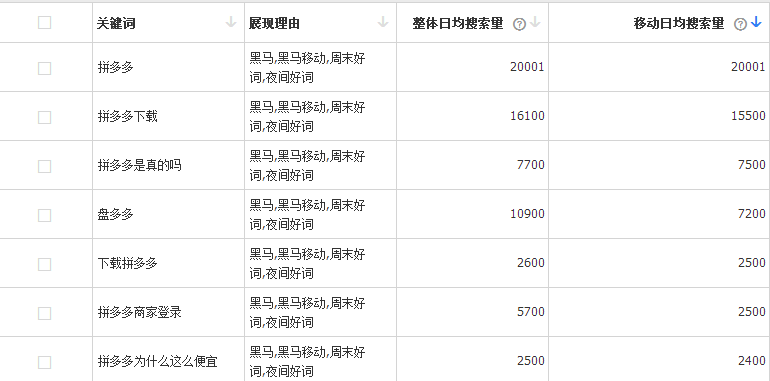 关键词 展现理由 整体日均搜索量 ? 移动日均搜索量 ?
拼多多 黑马,黑马移动,周末好 20001 20001
词,夜间好词
拼多多下载 黑马,黑马移动,周末好 16100 15500
词,夜间好词
拼多多是真的吗 黑马,黑马移动,周末好 7700 7500
词,夜间好词
盘多多 黑马,黑马移动,周末好 10900 7200
词,夜间好词
下载拼多多 黑马,黑马移动,周末好 2600 2500
词,夜间好词
拼多多商家登录 黑马,黑马移动,周末好 5700 2500
词,夜间好词
拼多多为什么这么便宜 黑马,黑马移动,周末好 2500 2400
词,夜间好词